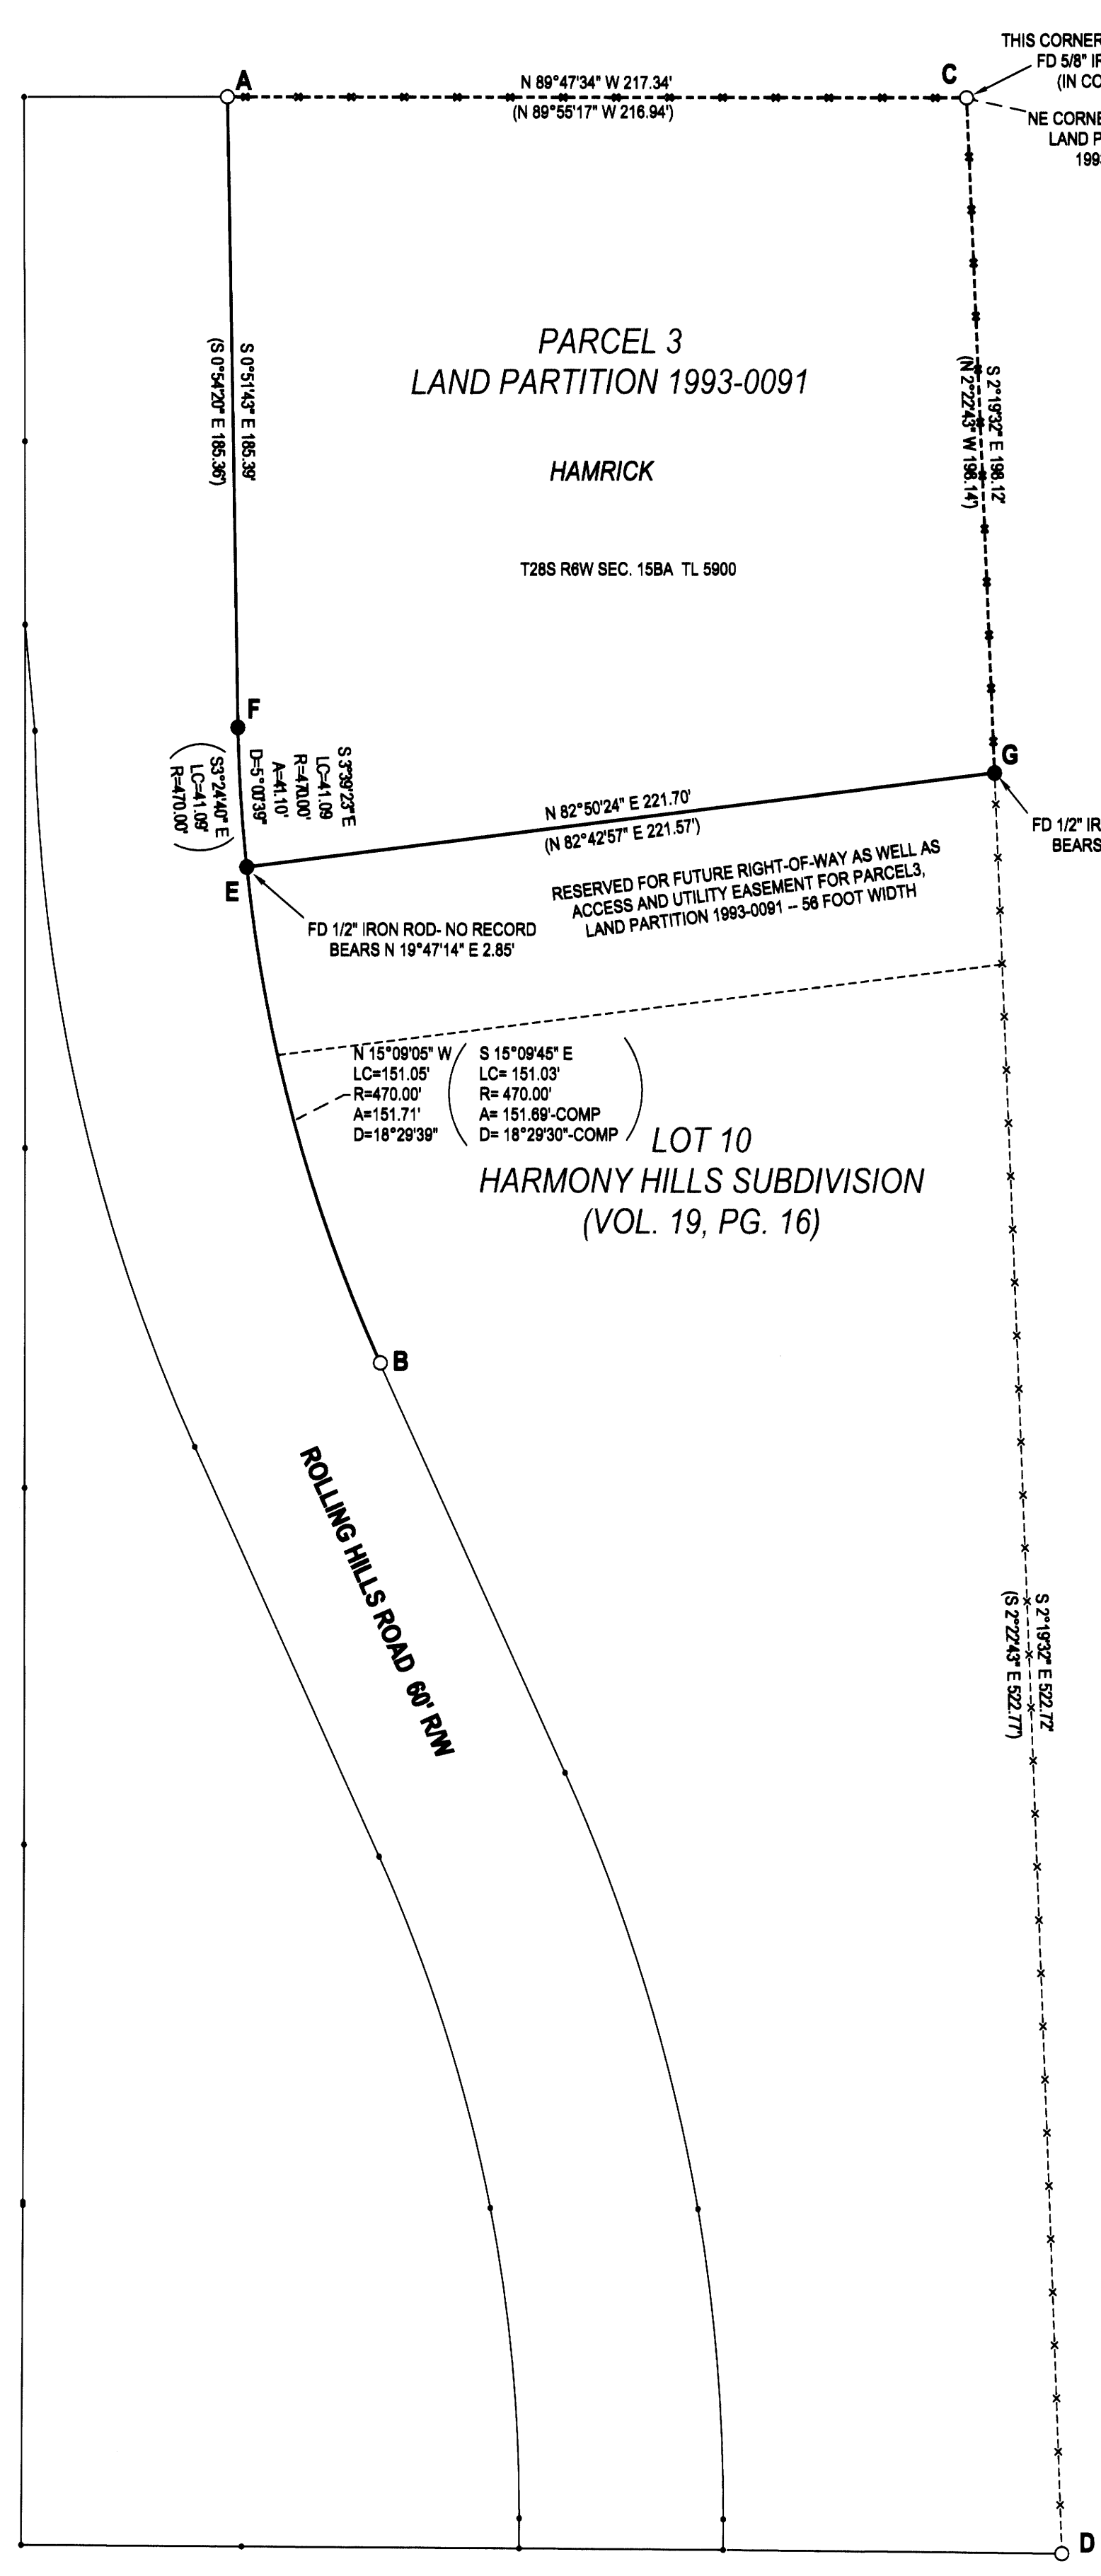 THIS CORNER
FD 5/8" IR
(IN CO
A
N 89°47'34" W 217.34'
(N 89°55'17" W 216.94')
C
NE CORNE
LAND P
199
PARCEL 3
LAND PARTITION 1993-0091
HAMRICK
T28S R6W SEC. 15BA TL 5900
S 0°51'43" E 185.39'
(S 0°54'20" E 185.36')
S 2°19'32" E 198.12'
(N 2°22'43" W 198.14')
F
S 3°39'23" E
LC=41.09
R=470.00'
A=41.10'
D=5°00'39"
S3°24'40" E
LC=41.09'
R=470.00'
G
N 82°50'24" E 221.70'
(N 82°42'57" E 221.57')
FD 1/2" IR
BEARS
E
RESERVED FOR FUTURE RIGHT-OF-WAY AS WELL AS
ACCESS AND UTILITY EASEMENT FOR PARCEL3,
LAND PARTITION 1993-0091 -- 56 FOOT WIDTH
FD 1/2" IRON ROD- NO RECORD
BEARS N 19°47'14" E 2.85'
N 15°09'05" W
LC=151.05'
R=470.00'
A=151.71'
D=18°29'39"
S 15°09'45" E
LC= 151.03'
R= 470.00'
A= 151.69'-COMP
D= 18°29'30"-COMP
LOT 10
HARMONY HILLS SUBDIVISION
(VOL. 19, PG. 16)
B
ROLLING HILLS ROAD 60' R/W
S 2°19'32" E 522.72'
(S 2°22'43" E 522.77')
D